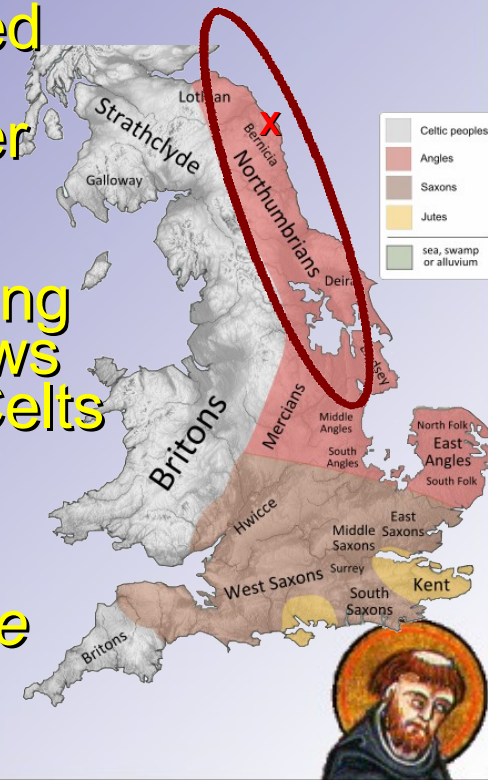 ed
er
ing
ws
Celts
e
Lothian
Strathclyde
Galloway
X
Bernicia
Northumbrians
Deira
Britons
Mercians
Middle
Angles
South
Angles
North Folk
East
Angles
South Folk
Hwicce
East
Saxons
Middle
Saxons
Surrey
West Saxons
Kent
South
Saxons
Britons
Celtic peoples
Angles
Saxons
Jutes
sea, swamp
or alluvium